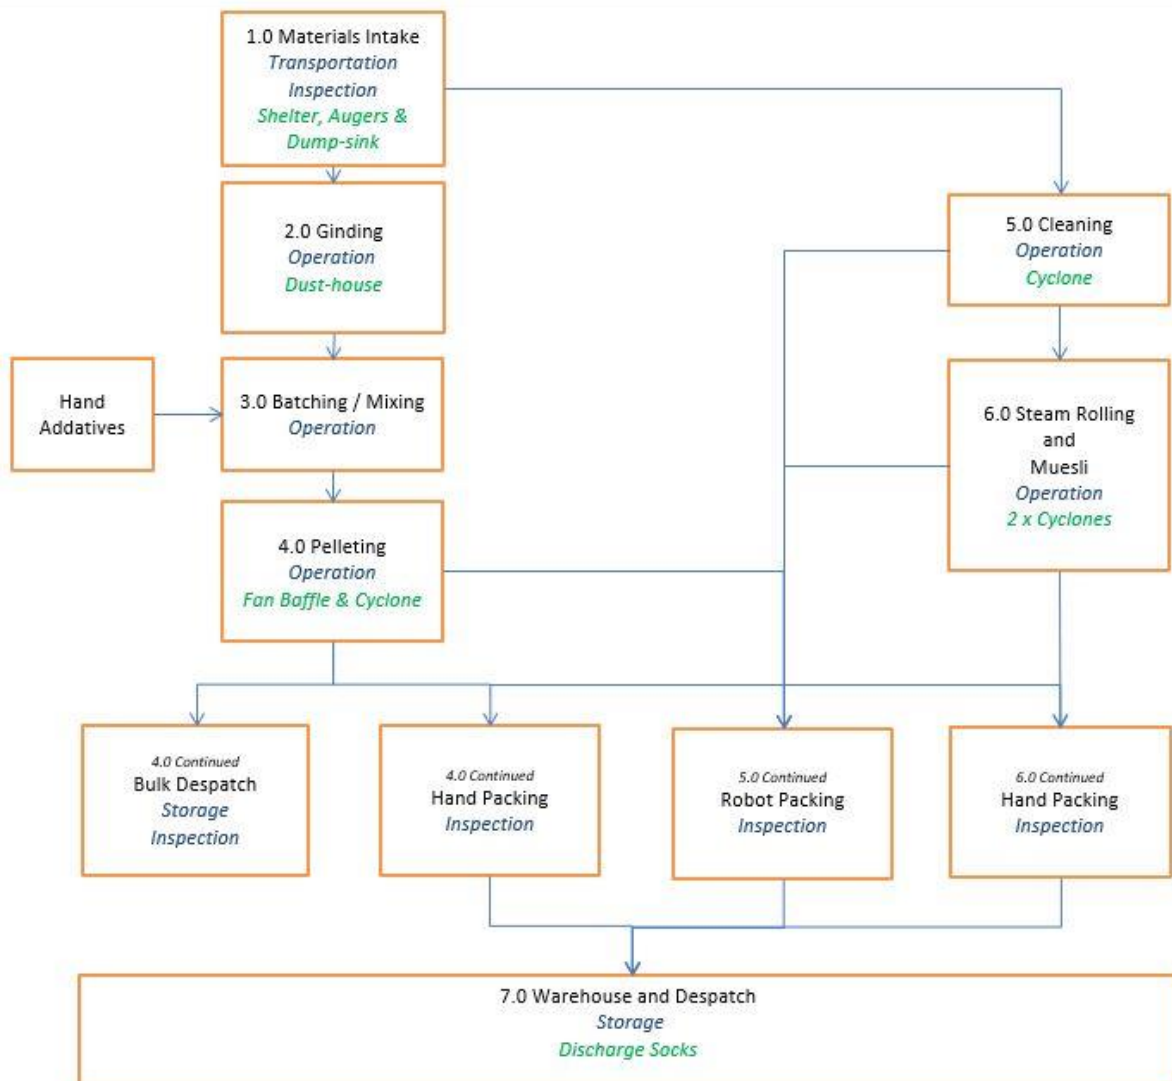 1.0 Materials Intake
Transportation
Inspection
Shelter, Augers &
Dump-sink
2.0 Ginding
Operation
Dust-house
5.0 Cleaning
Operation
Cyclone
Hand
Addatives
3.0 Batching / Mixing
Operation
6.0 Steam Rolling
and
Muesli
Operation
2 x Cyclones
4.0 Pelleting
Operation
Fan Baffle & Cyclone
4.0 Continued
Bulk Despatch
Storage
Inspection
4.0 Continued
Hand Packing
Inspection
5.0 Continued
Robot Packing
Inspection
6.0 Continued
Hand Packing
Inspection
7.0 Warehouse and Despatch
Storage
Discharge Socks